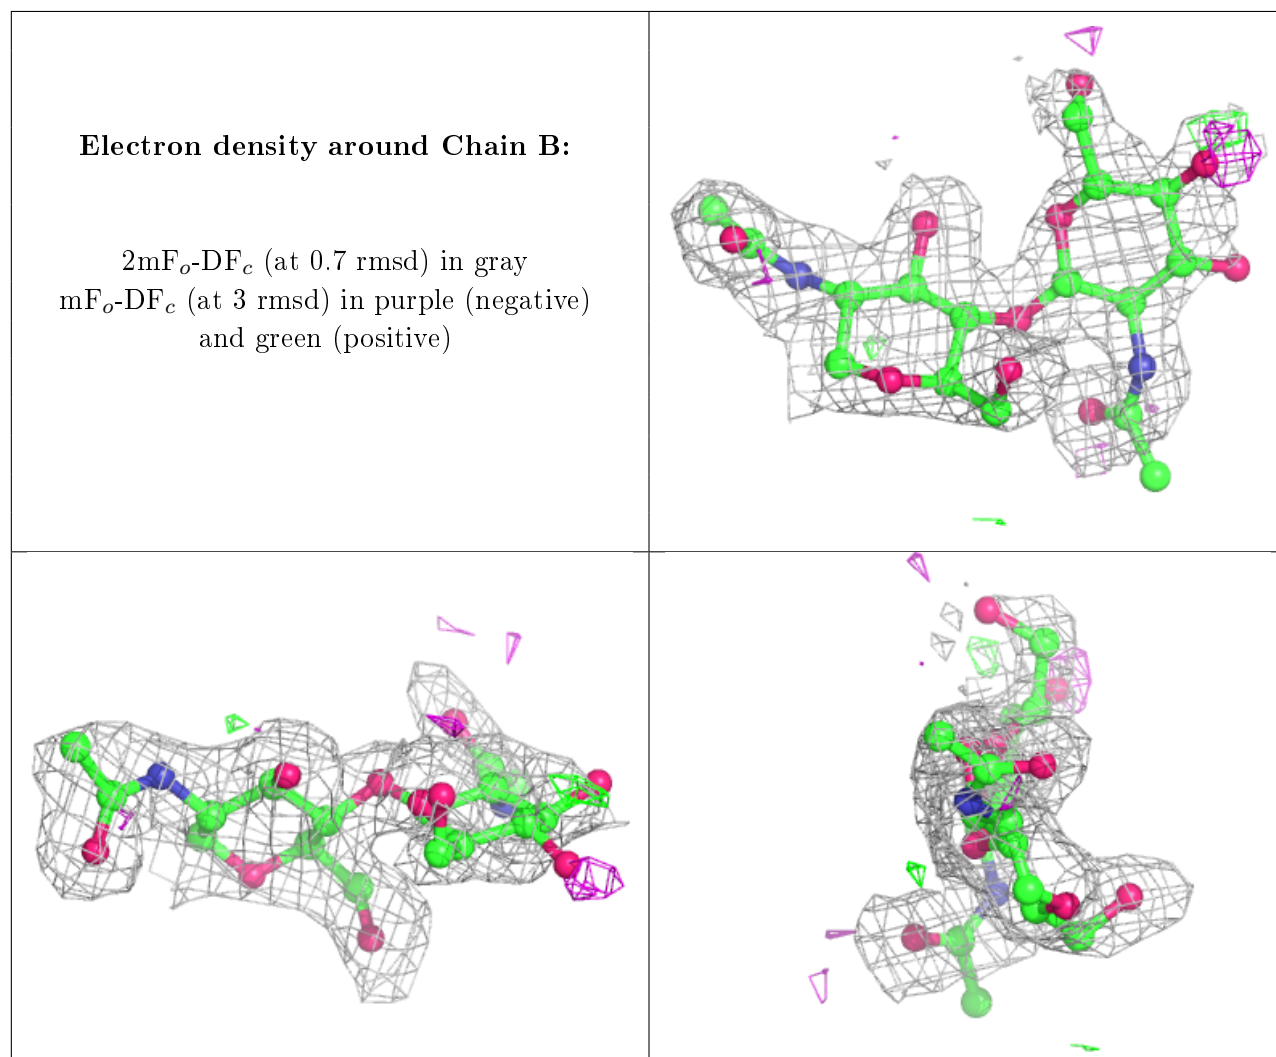 Electron density around Chain B:
2mFₒ-DF𝒸 (at 0.7 rmsd) in gray
mFₒ-DF𝒸 (at 3 rmsd) in purple (negative)
and green (positive)